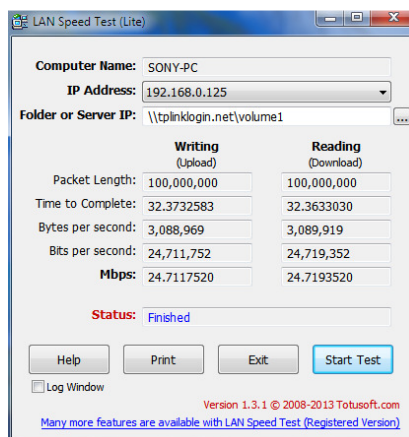 LAN Speed Test (Lite)
Computer Name: SONY-PC
IP Address: 192.168.0.125
Folder or Server IP: \\tplinklogin.net\volume1 ...
Writing Reading
(Upload) (Download)
Packet Length: 100,000,000 100,000,000
Time to Complete: 32.3732583 32.3633030
Bytes per second: 3,088,969 3,089,919
Bits per second: 24,711,752 24,719,352
Mbps: 24.7117520 24.7193520
Status: Finished
Help Print Exit Start Test
Log Window
Version 1.3.1 © 2008-2013 Totusoft.com
Many more features are available with LAN Speed Test (Registered Version)